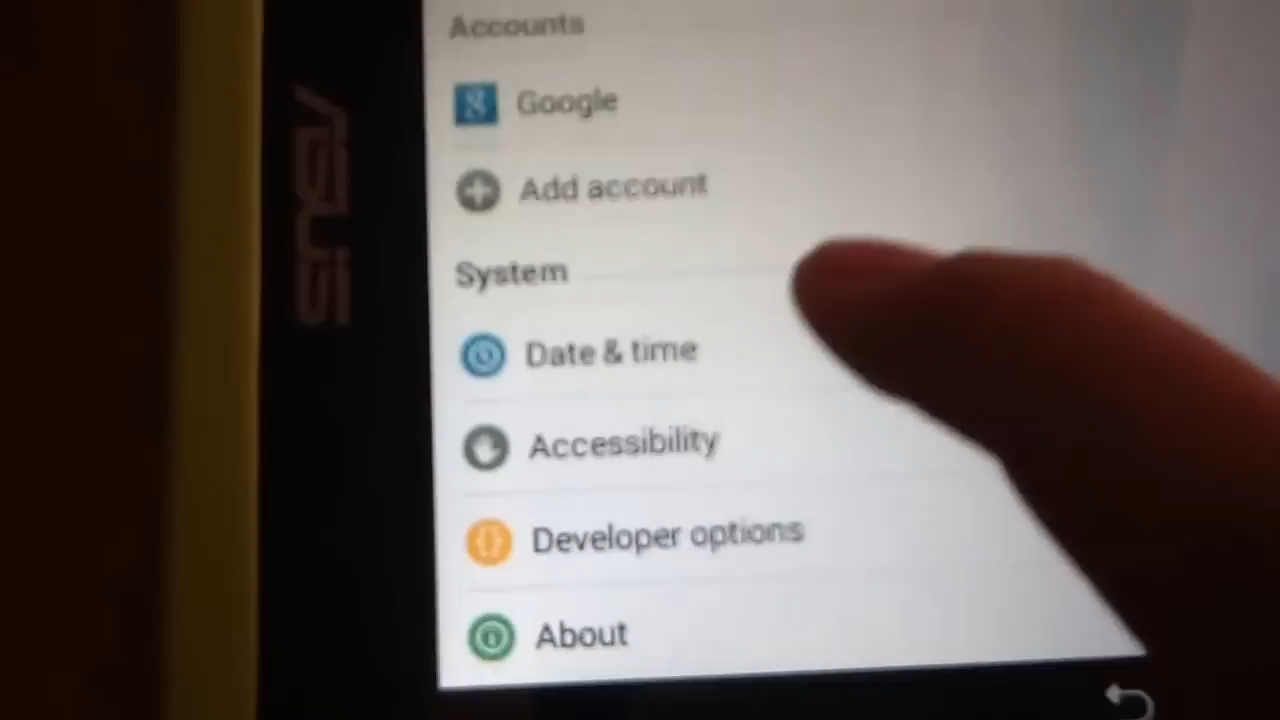 Accounts
Google
Add account
System
Date & time
Accessibility
Developer options
About
ASUS